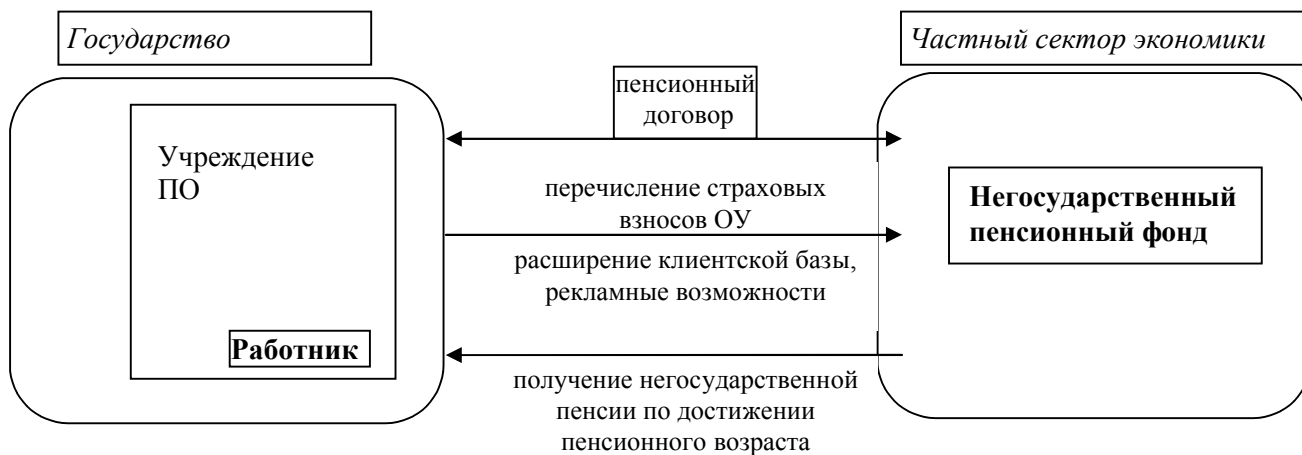 Государство
Частный сектор экономики
пенсионный
договор
Учреждение
ПО
перечисление страховых
взносов ОУ
Негосударственный
пенсионный фонд
расширение клиентской базы,
рекламные возможности
Работник
получение негосударственной
пенсии по достижении
пенсионного возраста